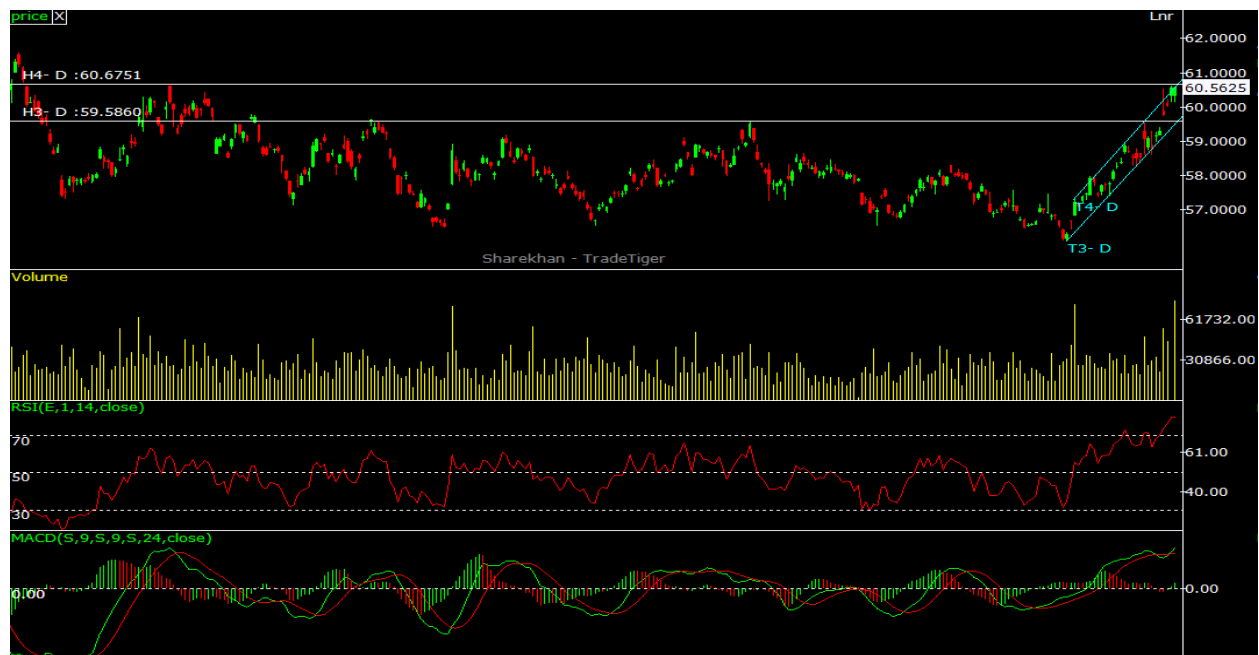 price X
Lnr
62.0000
H4- D :60.6751
61.0000
60.5625
60.0000
H3- D :59.5860
59.0000
58.0000
57.0000
T4- D
T3- D
Sharekhan - TradeTiger
Volume
61732.00
30866.00
RSI(E,1,14,close)
70
61.00
50
40.00
30
MACD(S,9,S,9,S,24,close)
0.00
0.00